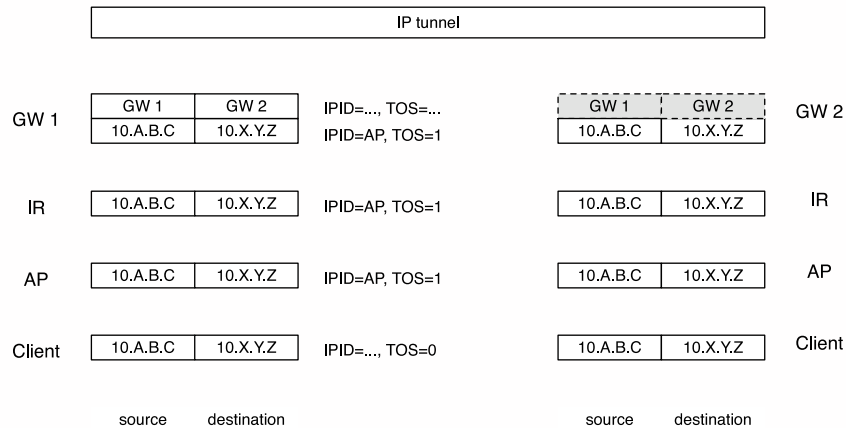 IP tunnel
GW 1 GW 1 GW 2 IPID=..., TOS=... GW 1 GW 2 GW 2
10.A.B.C 10.X.Y.Z IPID=AP, TOS=1 10.A.B.C 10.X.Y.Z
IR 10.A.B.C 10.X.Y.Z IPID=AP, TOS=1 10.A.B.C 10.X.Y.Z IR
AP 10.A.B.C 10.X.Y.Z IPID=AP, TOS=1 10.A.B.C 10.X.Y.Z AP
Client 10.A.B.C 10.X.Y.Z IPID=..., TOS=0 10.A.B.C 10.X.Y.Z Client
source destination source destination